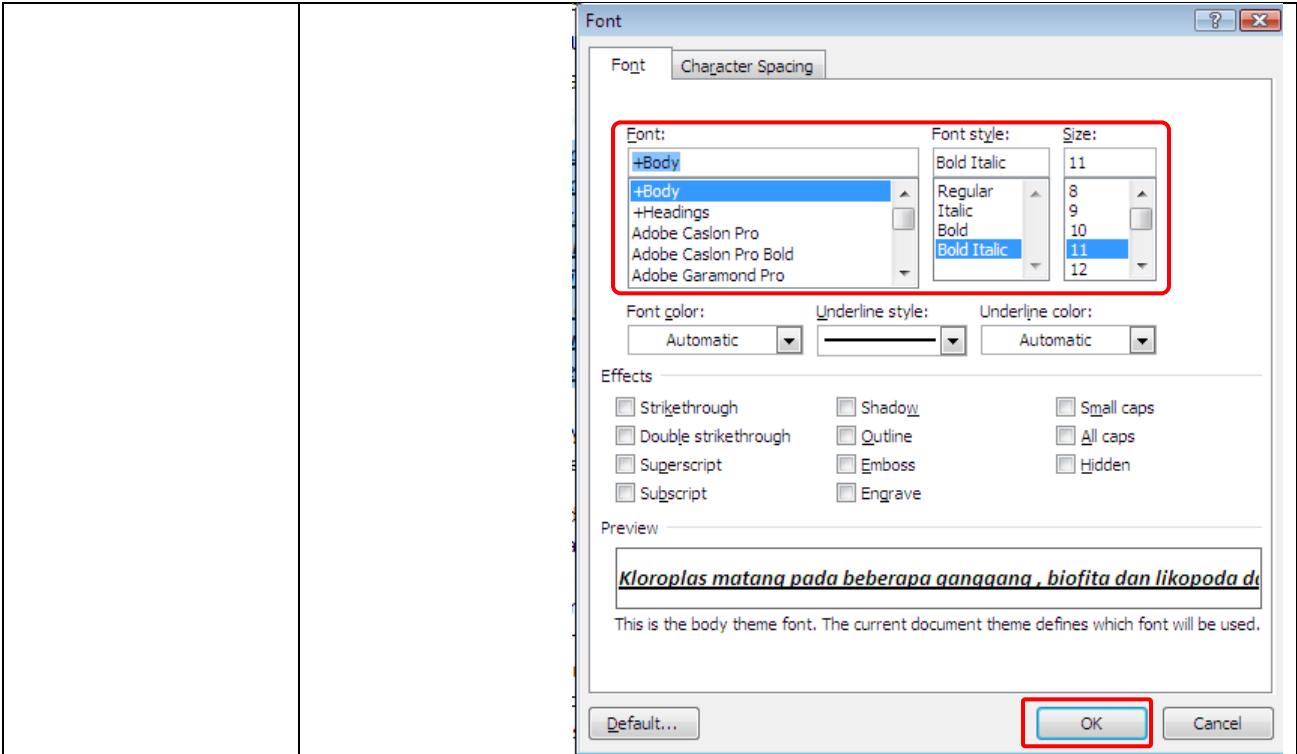 Font
Font Character Spacing
Font: Font style: Size:
+Body Bold Italic 11
+Body Regular 8
+Headings Italic 9
Adobe Caslon Pro Bold 10
Adobe Caslon Pro Bold Bold Italic 11
Adobe Garamond Pro 12
Font color: Underline style: Underline color:
Automatic Automatic
Effects
Strikethrough Shadow Small caps
Double strikethrough Outline All caps
Superscript Emboss Hidden
Subscript Engrave
Preview
Kloroplas matang pada beberapa ganggang , biofita dan likopoda da
This is the body theme font. The current document theme defines which font will be used.
Default... OK Cancel